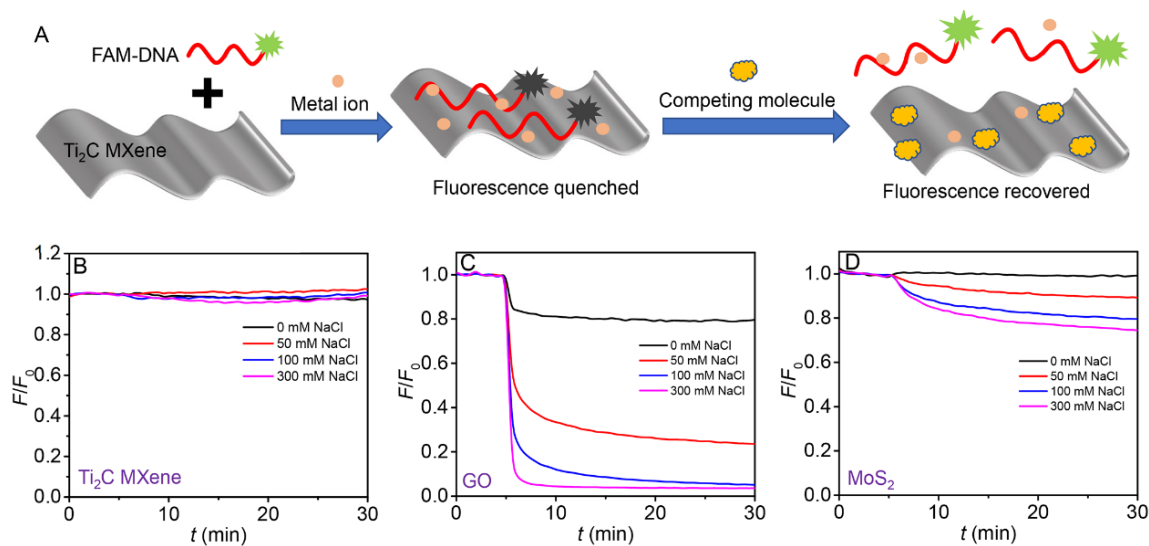 A
FAM-DNA
Ti₂C MXene
Metal ion
Fluorescence quenched
Competing molecule
Fluorescence recovered
B
1.2
1.0
0.8
0.6
0.4
0.2
0.0
F/F₀
0 mM NaCl
50 mM NaCl
100 mM NaCl
300 mM NaCl
Ti₂C MXene
0 10 20 30
t (min)
C
1.0
0.8
0.6
0.4
0.2
0.0
F/F₀
0 mM NaCl
50 mM NaCl
100 mM NaCl
300 mM NaCl
GO
0 10 20 30
t (min)
D
1.0
0.8
0.6
0.4
0.2
0.0
F/F₀
0 mM NaCl
50 mM NaCl
100 mM NaCl
300 mM NaCl
MoS₂
0 10 20 30
t (min)